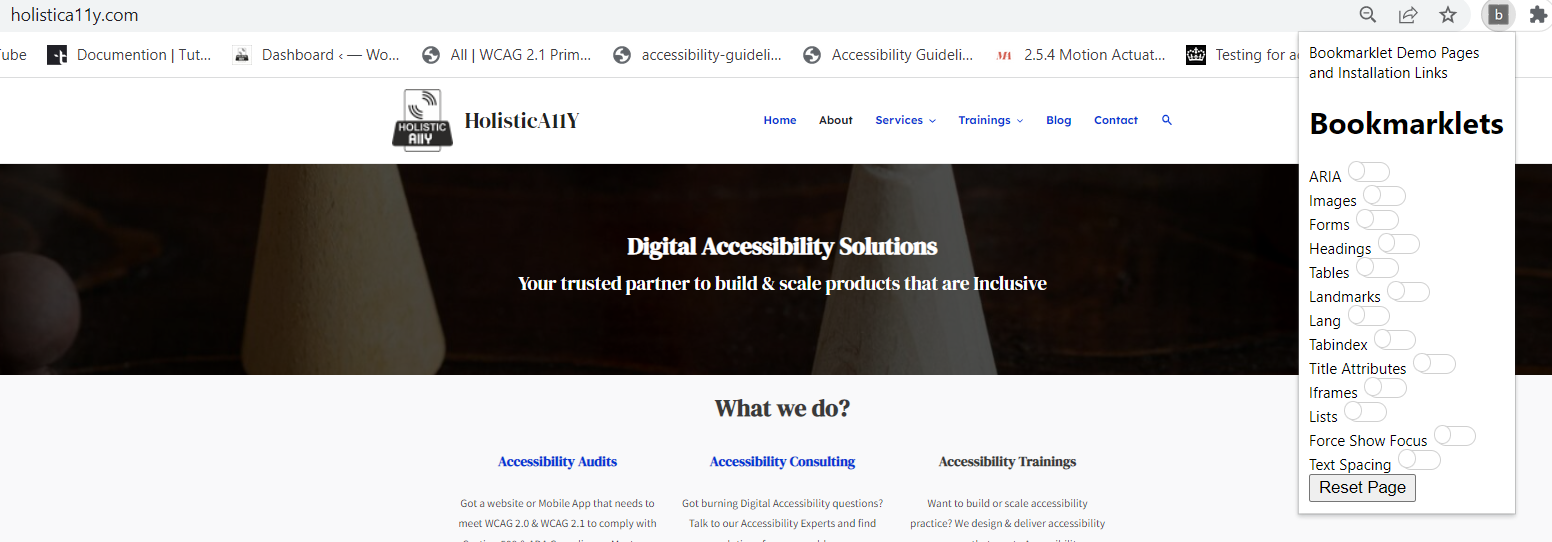 holistica11y.com
b
ube
Documention | Tut...
Dashboard ‹ — Wo...
All | WCAG 2.1 Prim...
accessibility-guideli...
Accessibility Guideli...
2.5.4 Motion Actuat...
Testing for a
HOLISTIC
A11Y
HolisticA11Y
Home
About
Services
Trainings
Blog
Contact
Digital Accessibility Solutions
Your trusted partner to build & scale products that are Inclusive
What we do?
Accessibility Audits
Got a website or Mobile App that needs to
meet WCAG 2.0 & WCAG 2.1 to comply with
Accessibility Consulting
Got burning Digital Accessibility questions?
Talk to our Accessibility Experts and find
Accessibility Trainings
Want to build or scale accessibility
practice? We design & deliver accessibility
Bookmarklet Demo Pages
and Installation Links
Bookmarklets
ARIA
Images
Forms
Headings
Tables
Landmarks
Lang
Tabindex
Title Attributes
Iframes
Lists
Force Show Focus
Text Spacing
Reset Page